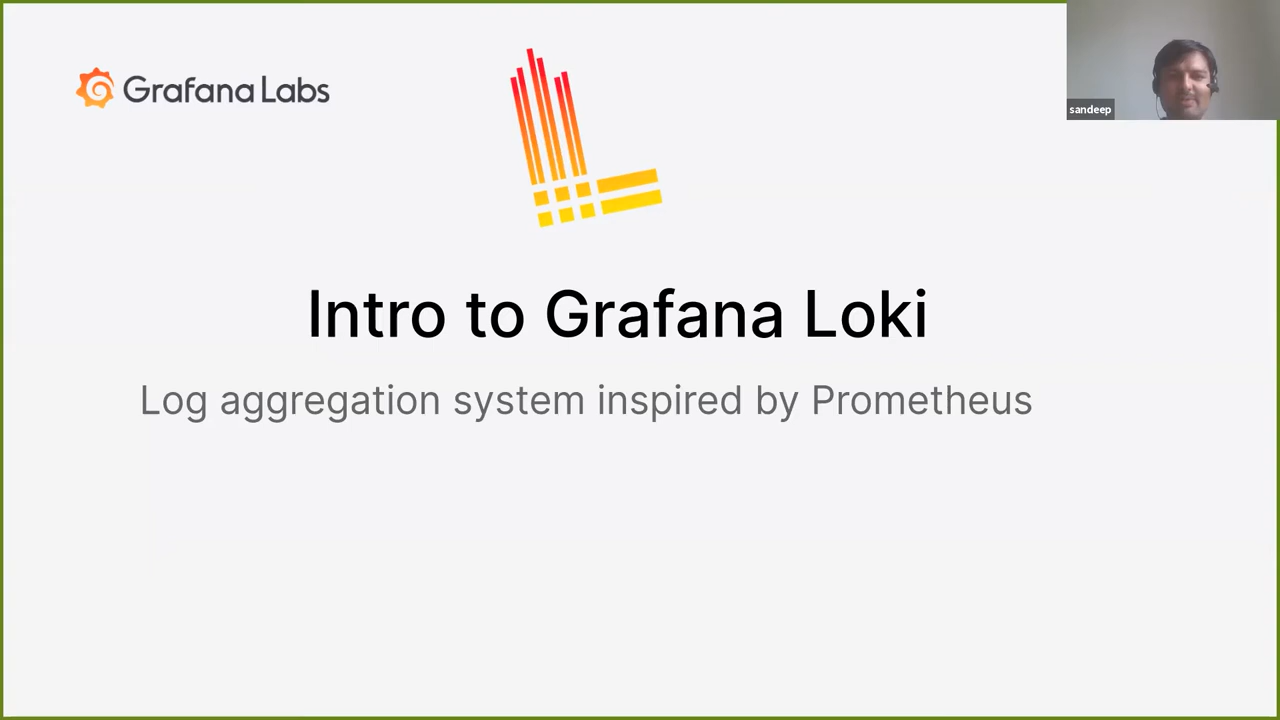 Grafana Labs
sandeep
Intro to Grafana Loki
Log aggregation system inspired by Prometheus